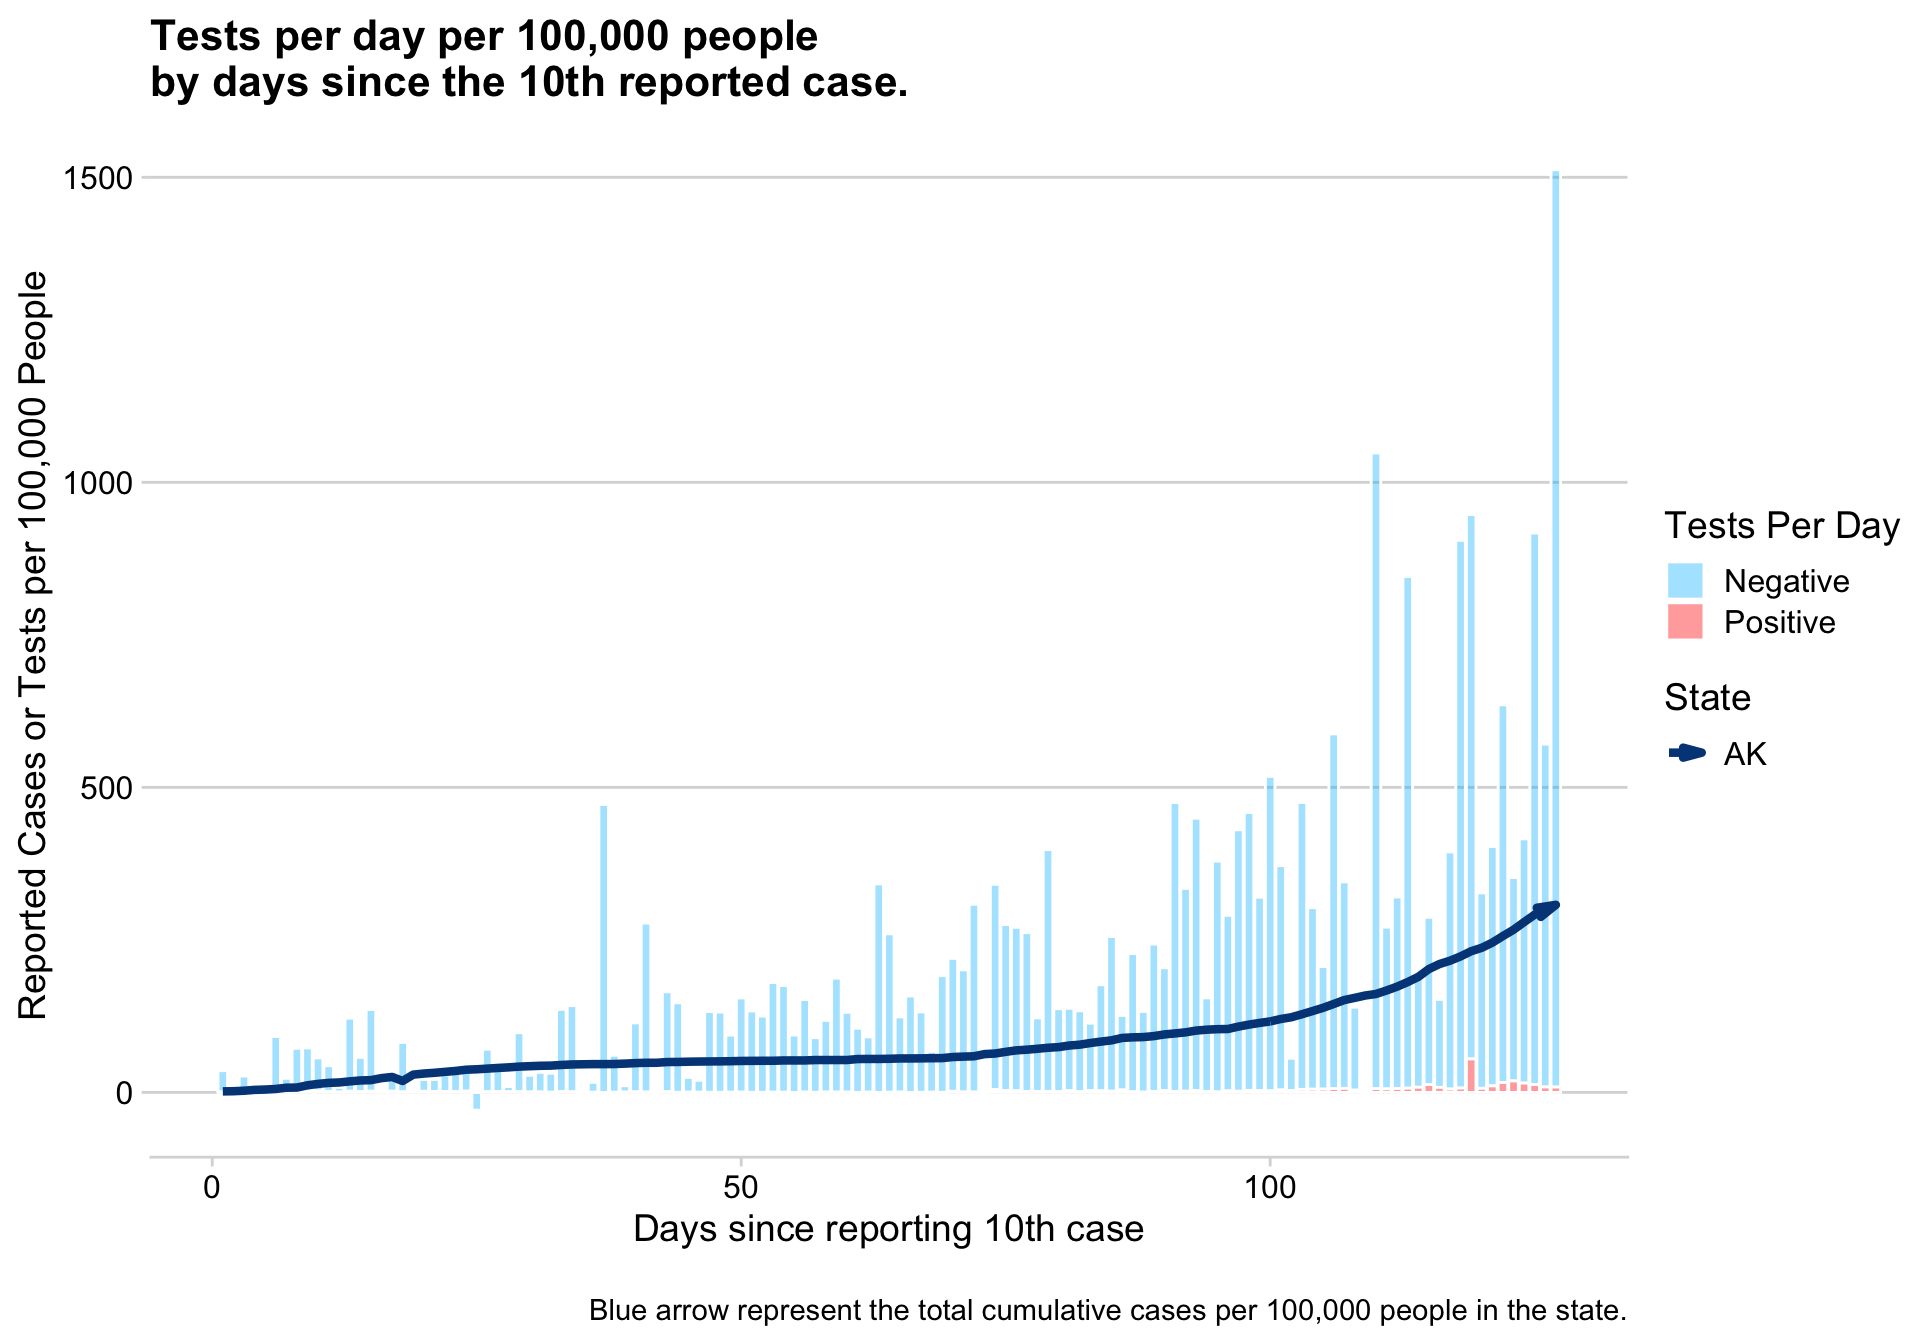 Tests per day per 100,000 people
by days since the 10th reported case.
Reported Cases or Tests per 100,000 People
1500
1000
500
0
0
50
100
Days since reporting 10th case
Tests Per Day
Negative
Positive
State
AK
Blue arrow represent the total cumulative cases per 100,000 people in the state.